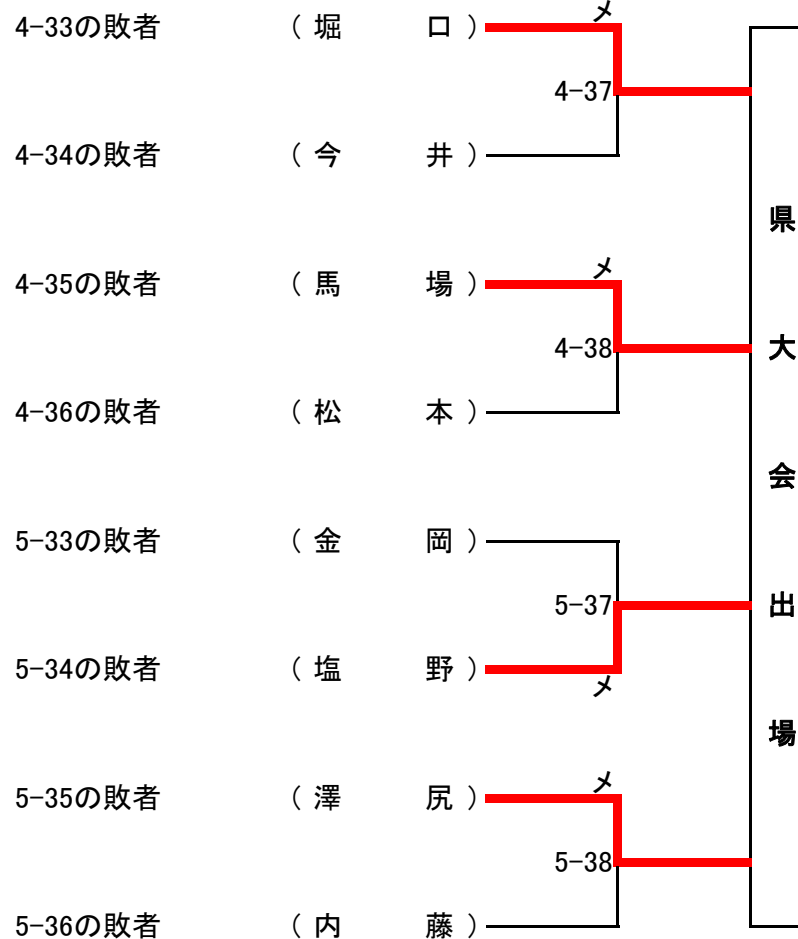 4-33の敗者 ( 堀 口 ) メ
4-37
4-34の敗者 ( 今 井 )
4-35の敗者 ( 馬 場 ) メ
4-38
4-36の敗者 ( 松 本 )
5-33の敗者 ( 金 岡 )
5-37
5-34の敗者 ( 塩 野 ) メ
5-35の敗者 ( 澤 尻 ) メ
5-38
5-36の敗者 ( 内 藤 )
県大会出場